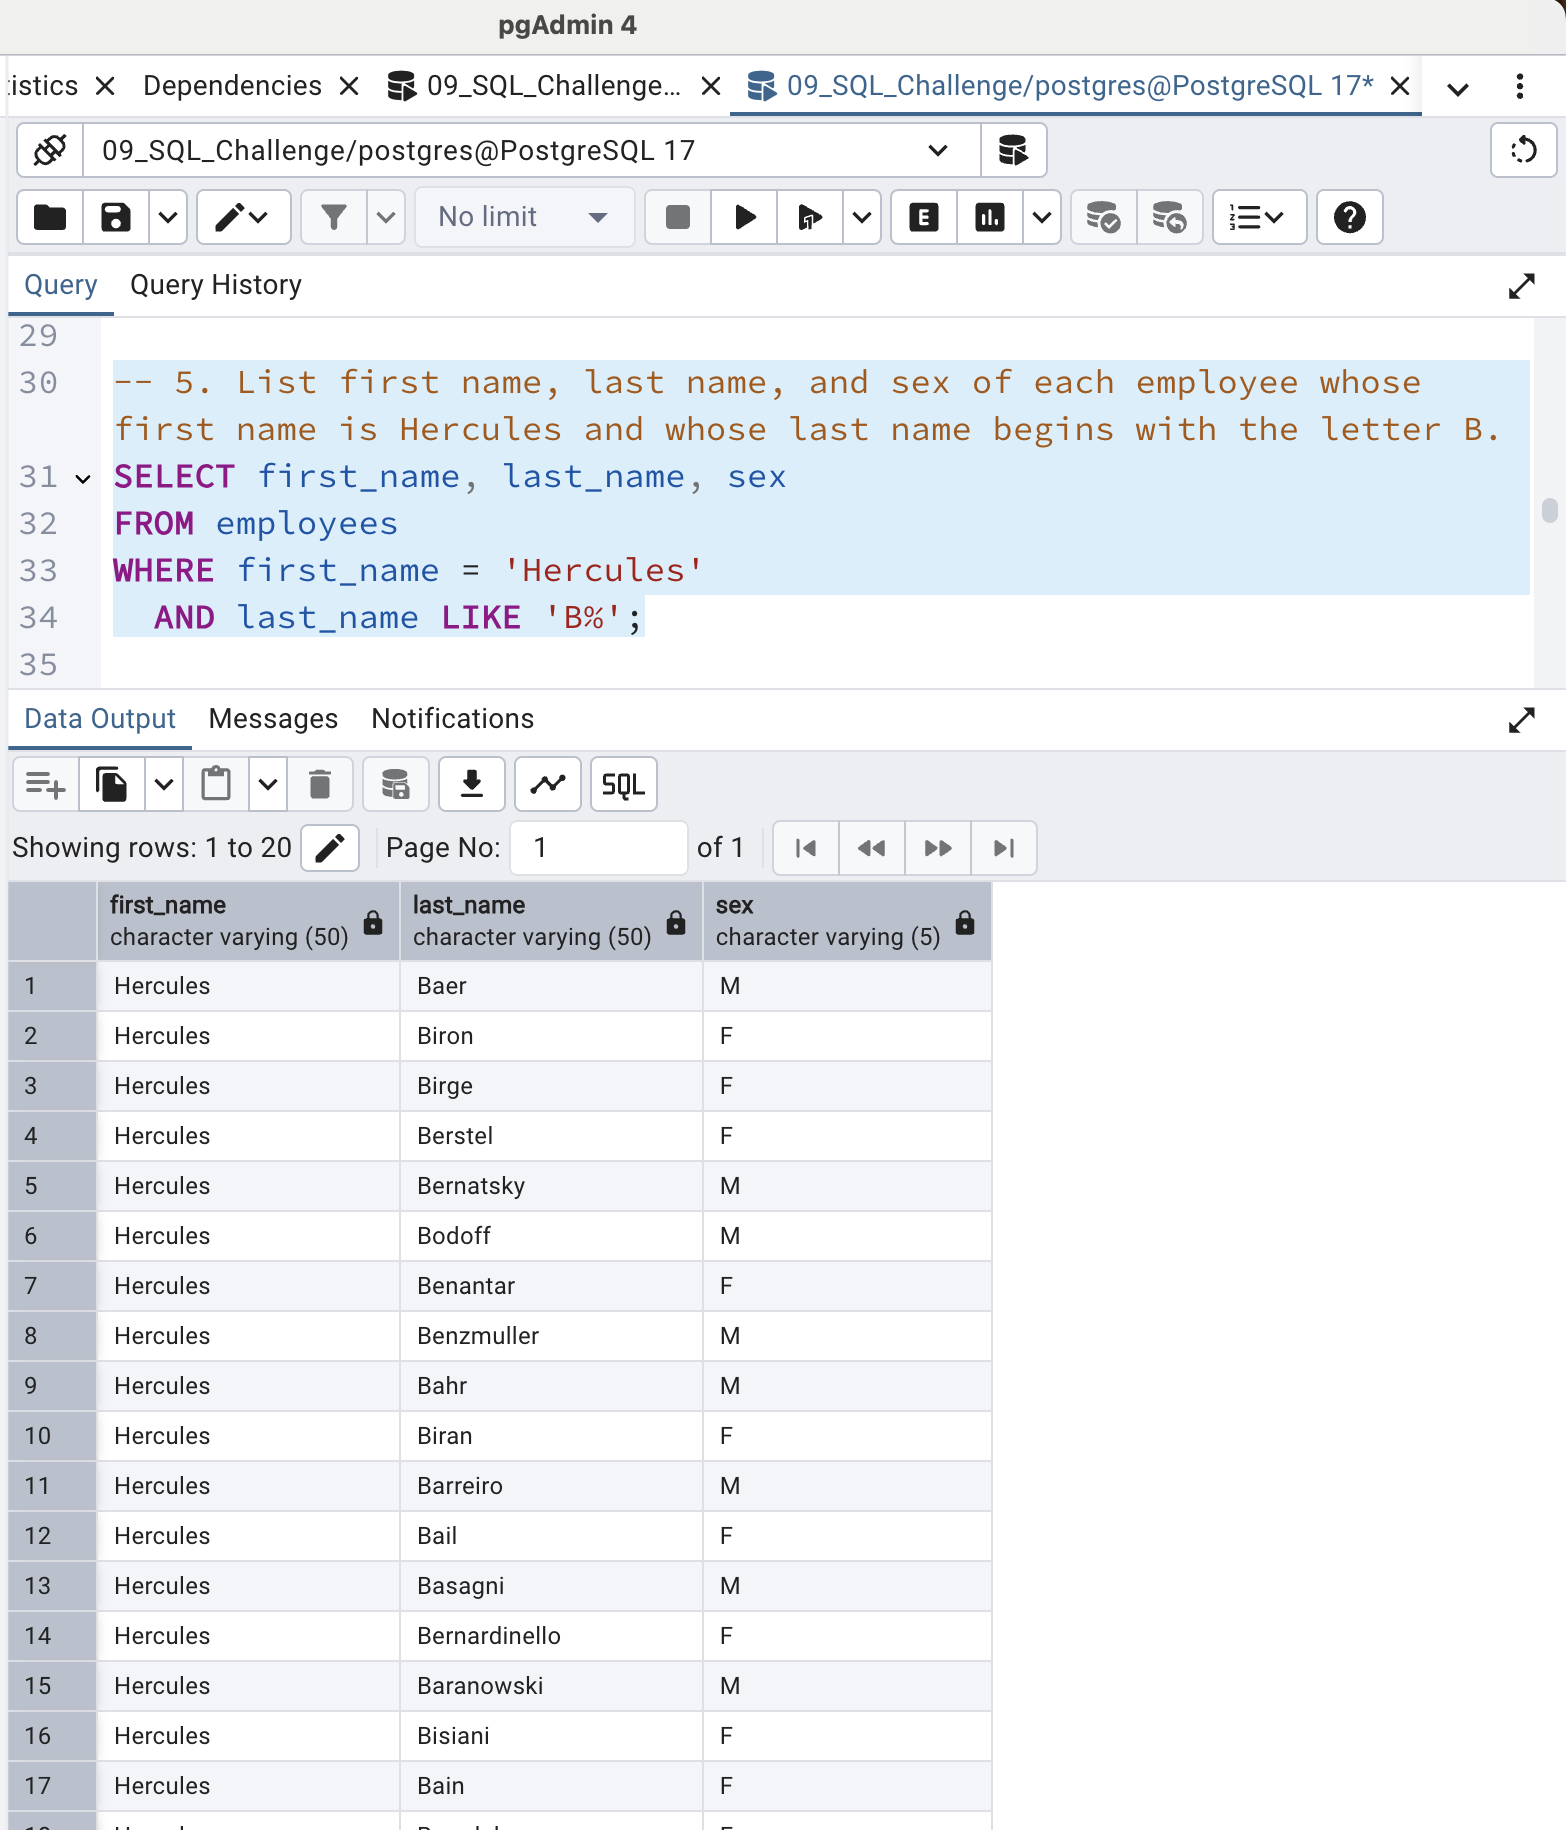 pgAdmin 4
istics Dependencies 09_SQL_Challenge... 09_SQL_Challenge/postgres@PostgreSQL 17*
09_SQL_Challenge/postgres@PostgreSQL 17
No limit E
Query Query History
29
30 -- 5. List first name, last name, and sex of each employee whose
first name is Hercules and whose last name begins with the letter B.
31 SELECT first_name, last_name, sex
32 FROM employees
33 WHERE first_name = 'Hercules'
34 AND last_name LIKE 'B%';
35
Data Output Messages Notifications
SQL
Showing rows: 1 to 20 Page No: 1 of 1
first_name last_name sex
character varying (50) character varying (50) character varying (5)
1 Hercules Baer M
2 Hercules Biron F
3 Hercules Birge F
4 Hercules Berstel F
5 Hercules Bernatsky M
6 Hercules Bodoff M
7 Hercules Benantar F
8 Hercules Benzmuller M
9 Hercules Bahr M
10 Hercules Biran F
11 Hercules Barreiro M
12 Hercules Bail F
13 Hercules Basagni M
14 Hercules Bernardinello F
15 Hercules Baranowski M
16 Hercules Bisiani F
17 Hercules Bain F